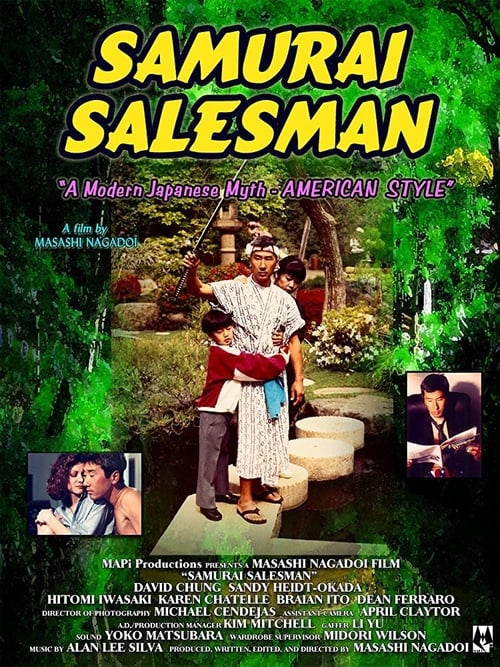 SAMURAI
SALESMAN
"A Modern Japanese Myth - AMERICAN STYLE"
A film by
MASASHI NAGADOI
MAPi Productions PRESENTS A MASASHI NAGADOI FILM
"SAMURAI SALESMAN"
DAVID CHUNG SANDY HEIDT-OKADA
HITOMI IWASAKI KAREN CHATELLE BRAIAN ITO DEAN FERRARO
DIRECTOR OF PHOTOGRAPHY MICHAEL CENDEJAS ASSISTANT CAMERA APRIL CLAYTOR
A.D./PRODUCTION MANAGER KIM MITCHELL GAFFER LI YU
SOUND YOKO MATSUBARA WARDROBE SUPERVISOR MIDORI WILSON
MUSIC BY ALAN LEE SILVA PRODUCED, WRITTEN, EDITED, AND DIRECTED BY MASASHI NAGADOI